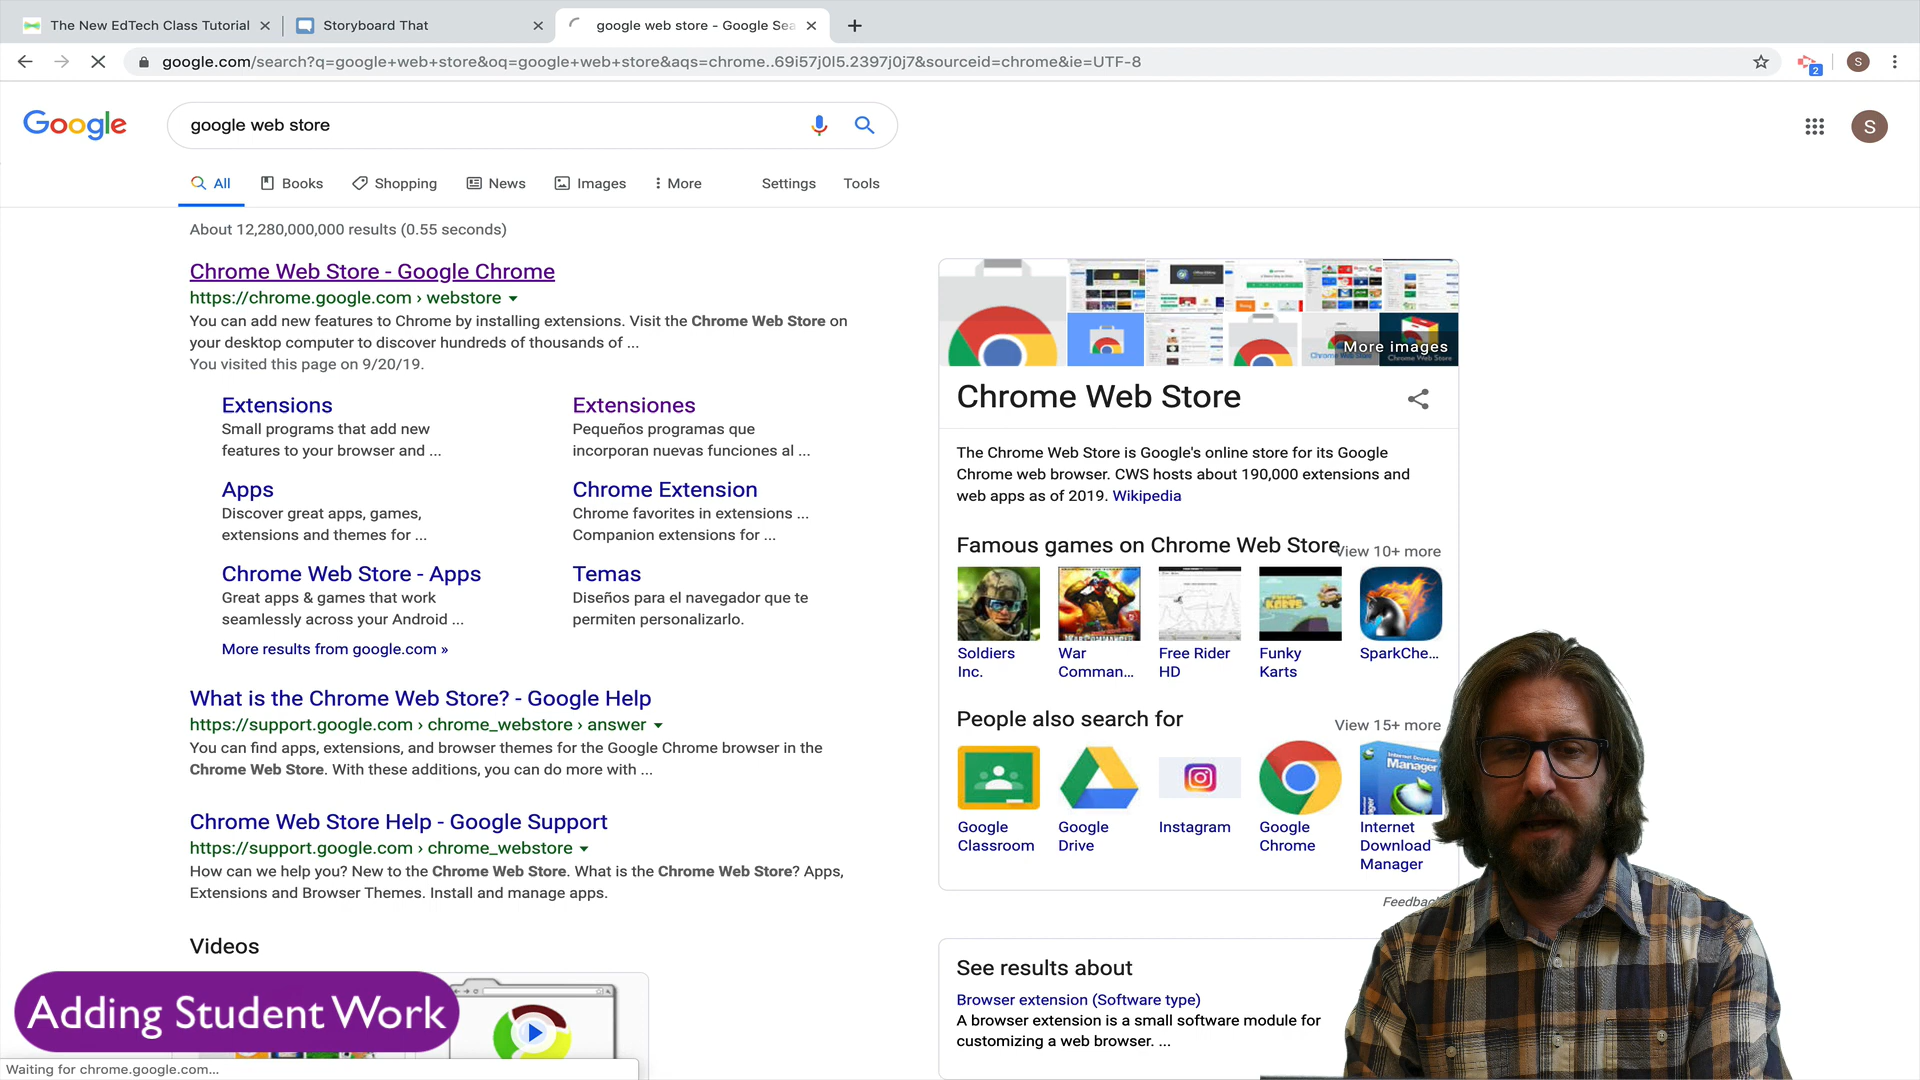 The New EdTech Class Tutorial
Storyboard That
google web store - Google Sea
google.com/search?q=google+web+store&oq=google+web+store&aqs=chrome..69i57j0l5.2397j0j7&sourceid=chrome&ie=UTF-8
2
S
Google
google web store
S
All
Books
Shopping
News
Images
More
Settings
Tools
About 12,280,000,000 results (0.55 seconds)
Chrome Web Store - Google Chrome
https://chrome.google.com › webstore
You can add new features to Chrome by installing extensions. Visit the Chrome Web Store on
your desktop computer to discover hundreds of thousands of ...
You visited this page on 9/20/19.
Extensions
Small programs that add new
features to your browser and ...
Extensiones
Pequeños programas que
incorporan nuevas funciones al ...
Apps
Discover great apps, games,
extensions and themes for ...
Chrome Extension
Chrome favorites in extensions ...
Companion extensions for ...
Chrome Web Store - Apps
Great apps & games that work
seamlessly across your Android ...
Temas
Diseños para el navegador que te
permiten personalizarlo.
More results from google.com »
What is the Chrome Web Store? - Google Help
https://support.google.com › chrome_webstore › answer
You can find apps, extensions, and browser themes for the Google Chrome browser in the
Chrome Web Store. With these additions, you can do more with ...
Chrome Web Store Help - Google Support
https://support.google.com › chrome_webstore
How can we help you? New to the Chrome Web Store. What is the Chrome Web Store? Apps,
Extensions and Browser Themes. Install and manage apps.
Videos
Adding Student Work
Waiting for chrome.google.com...
More images
Chrome Web Store
The Chrome Web Store is Google's online store for its Google
Chrome web browser. CWS hosts about 190,000 extensions and
web apps as of 2019. Wikipedia
Famous games on Chrome Web Store
View 10+ more
Soldiers
Inc.
War
Comman...
Free Rider
HD
Funky
Karts
SparkChe...
People also search for
View 15+ more
Google
Classroom
Google
Drive
Instagram
Google
Chrome
Internet
Download
Manager
Feedback
See results about
Browser extension (Software type)
A browser extension is a small software module for
customizing a web browser. ...